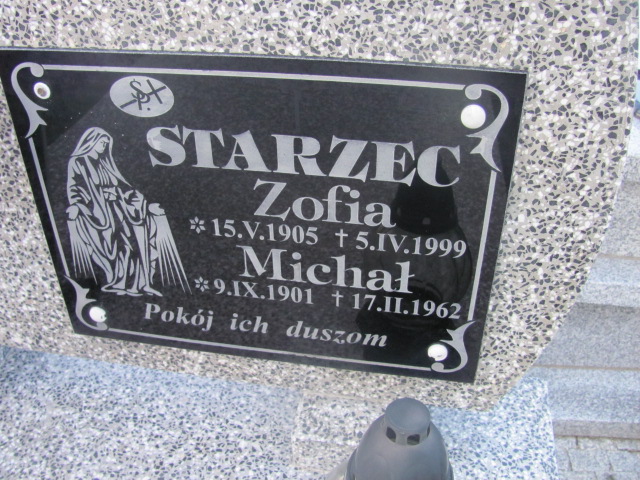 Ś.P.
STARZEC
Zofia
✲ 15.V.1905 ✝ 5.IV.1999
Michał
✲ 9.IX.1901 ✝ 17.II.1962
Pokój ich duszom